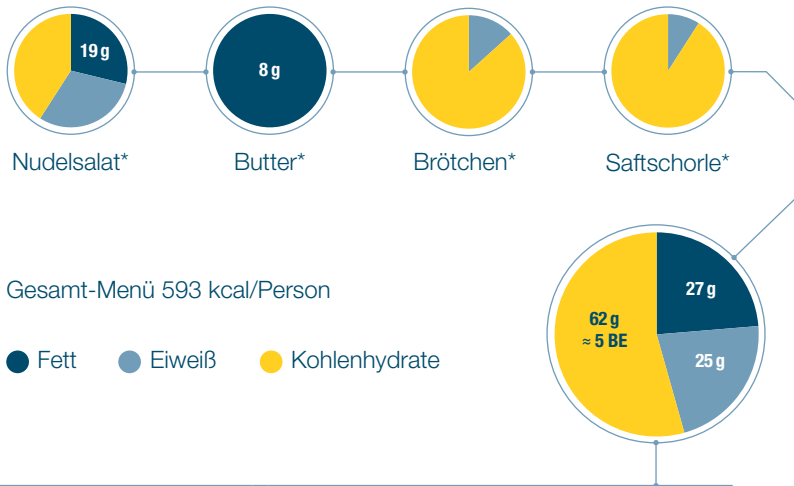 19 g
8 g
Nudelsalat*
Butter*
Brötchen*
Saftschorle*
Gesamt-Menü 593 kcal/Person
Fett
Eiweiß
Kohlenhydrate
27 g
62 g
≈ 5 BE
25 g